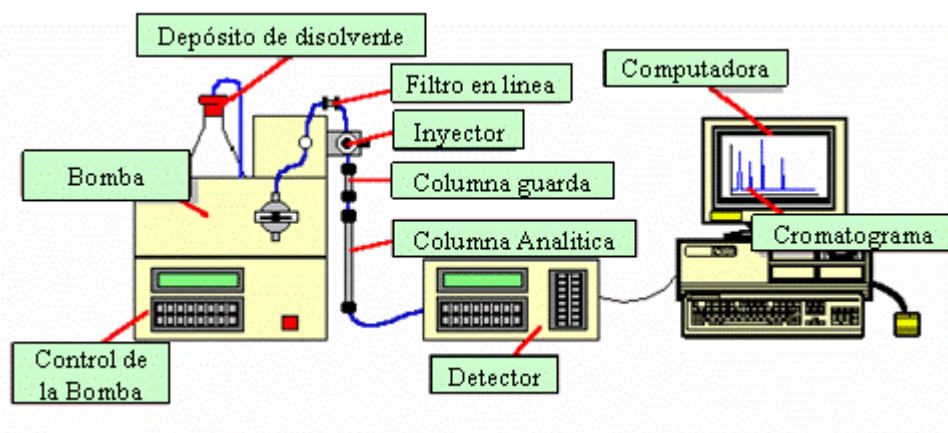 Depósito de disolvente
Filtro en linea
Computadora
Inyector
Bomba
Columna guarda
Columna Analitica
Cromatograma
Control de
la Bomba
Detector